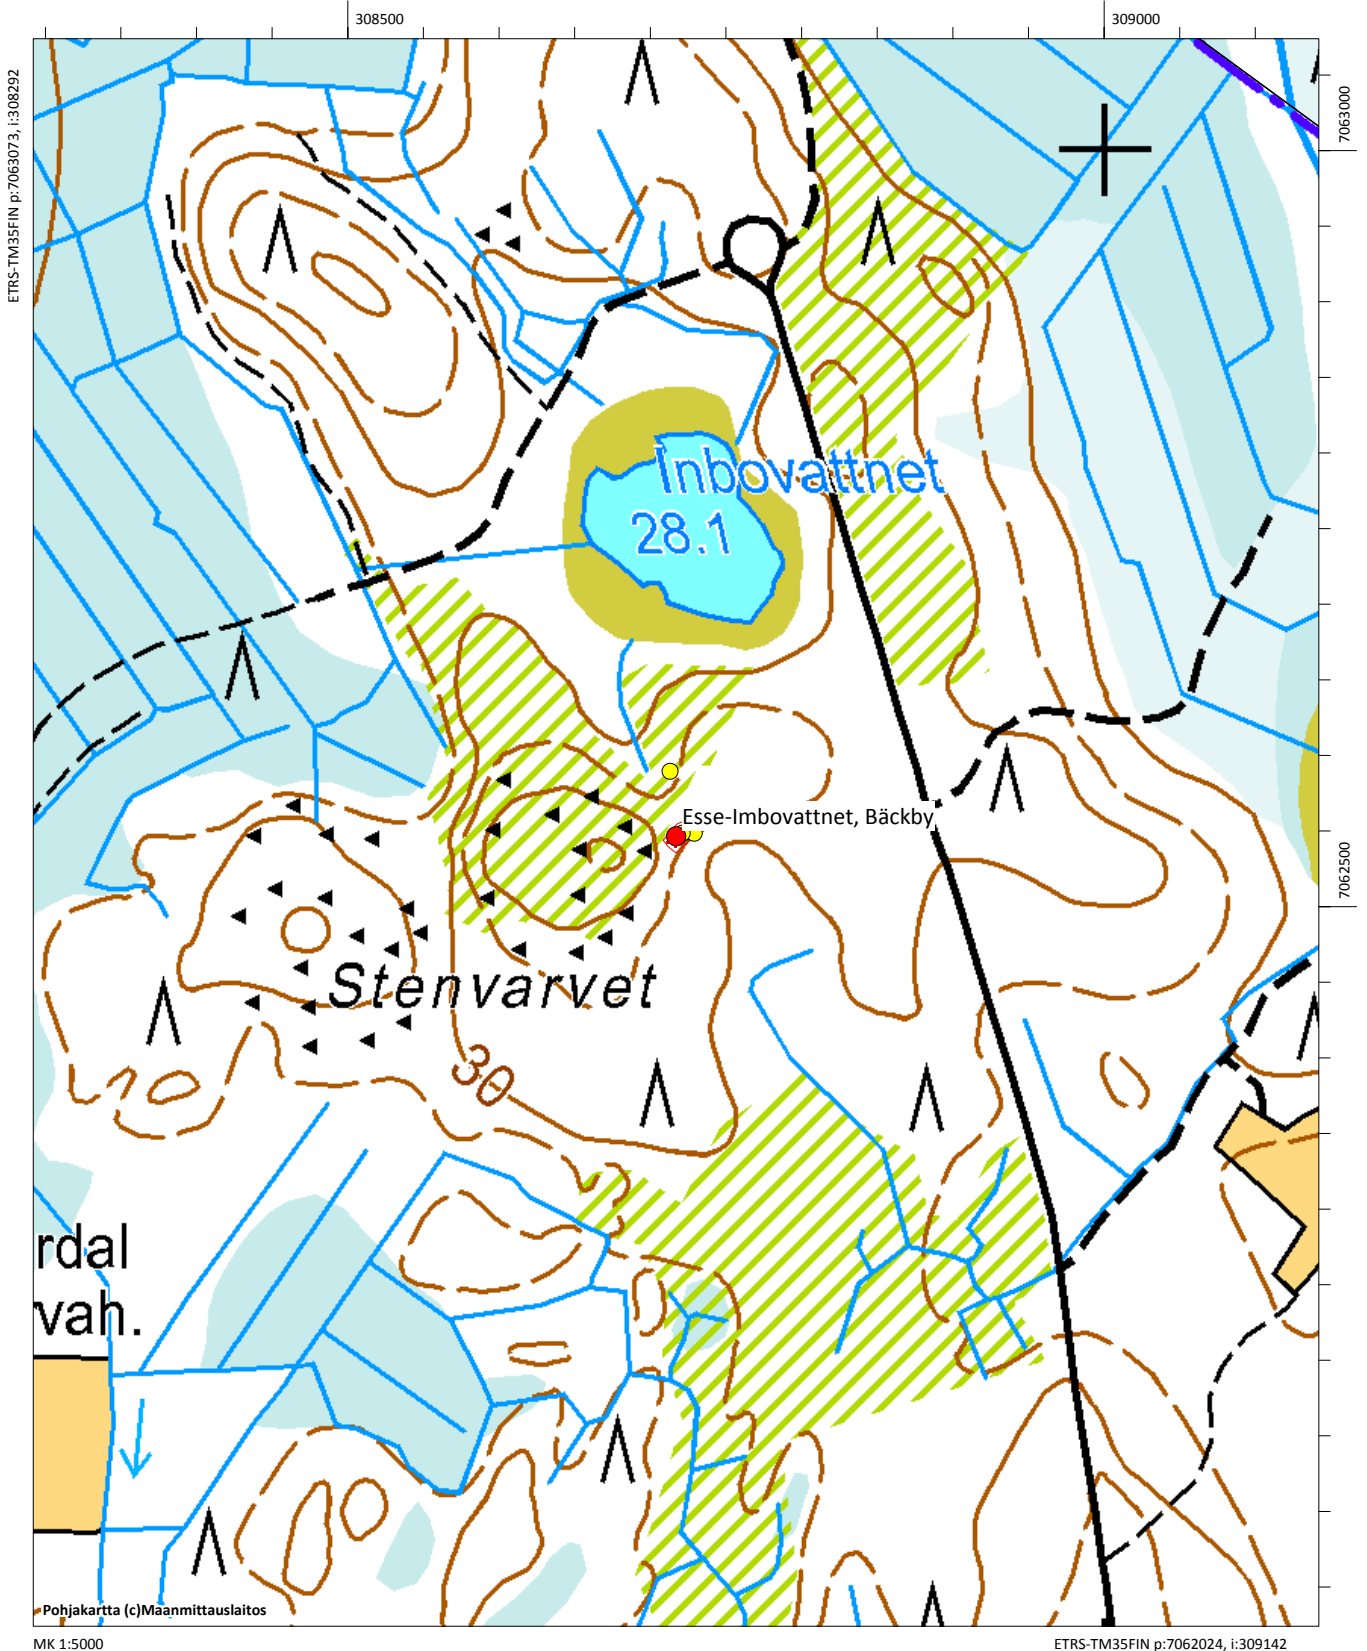 308500
309000
ETRS-TM35FIN p:7063073, i:308292
7063000
Inbovattnet
28.1
Esse-Imbovattnet, Bäckby
7062500
Stenvarvet
30
rdal
vah.
Pohjakartta (c)Maanmittauslaitos
MK 1:5000
ETRS-TM35FIN p:7062024, i:309142